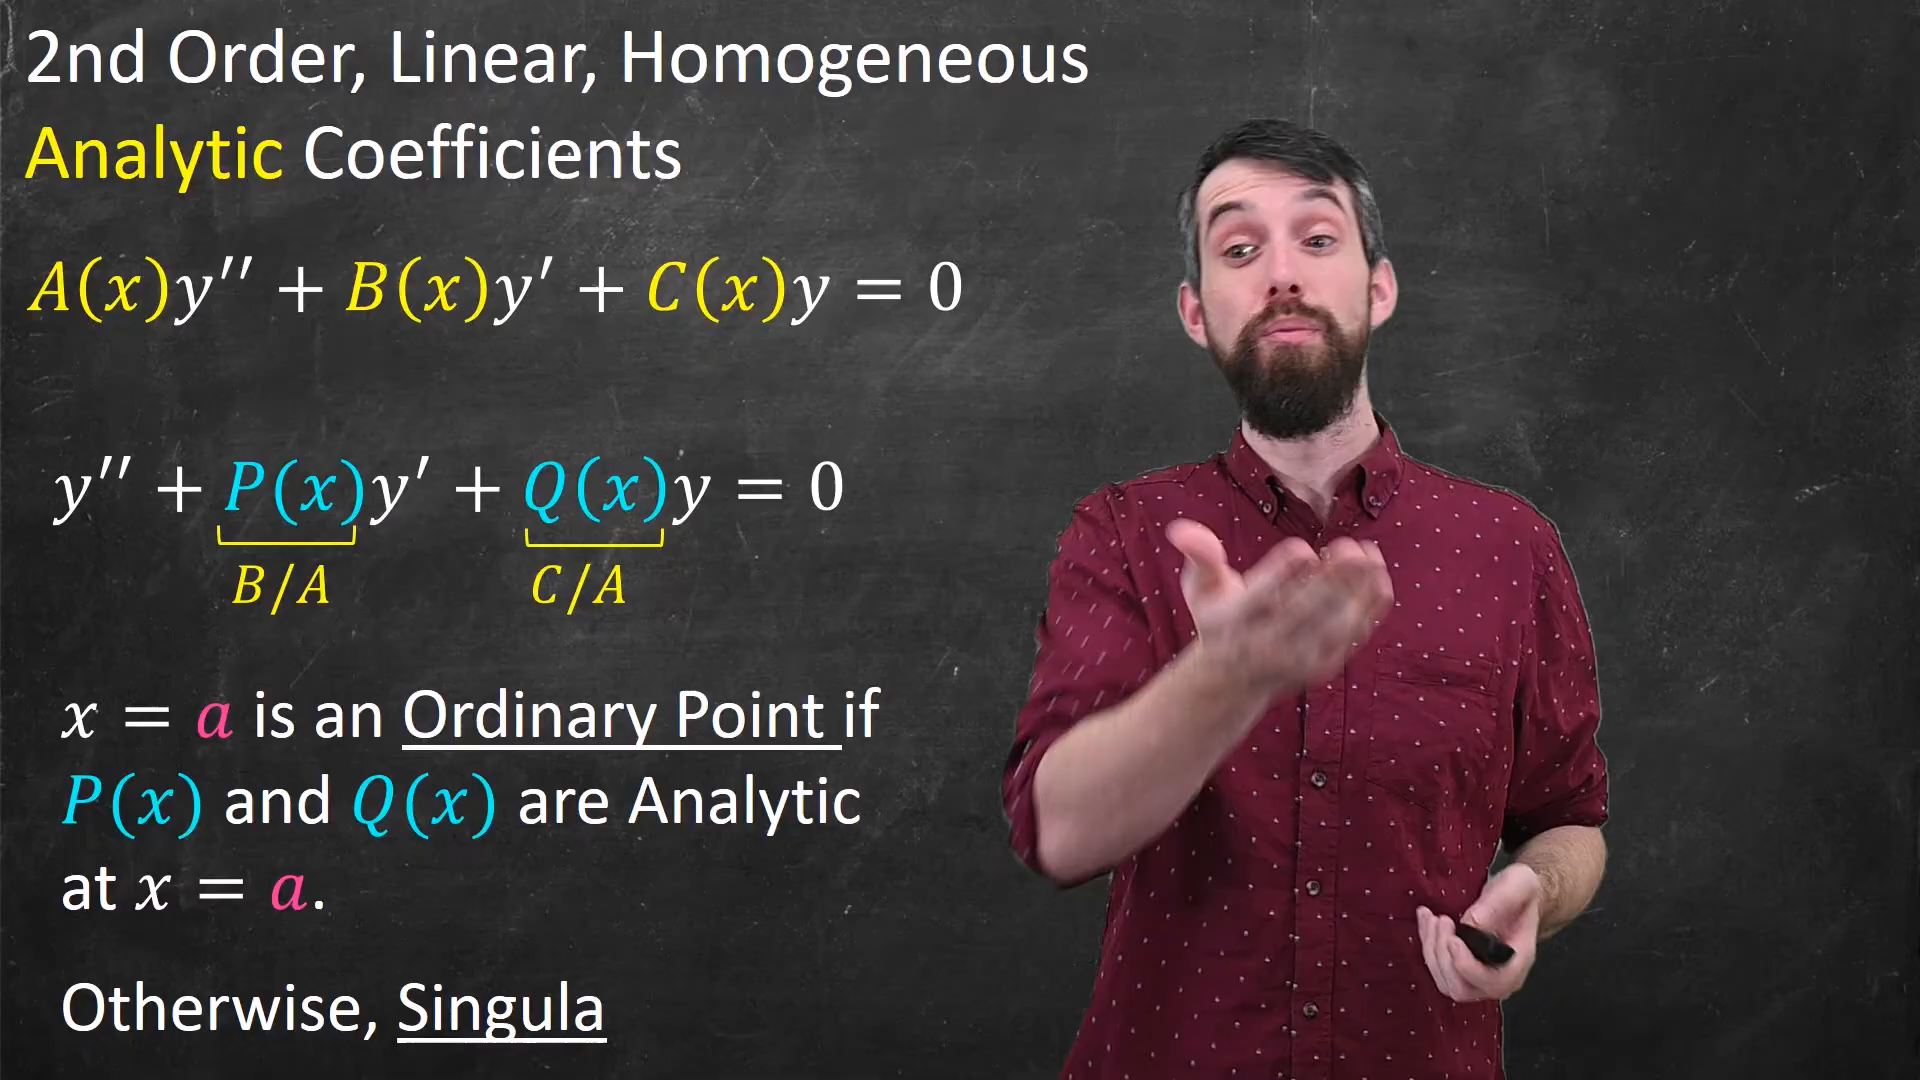 2nd Order, Linear, Homogeneous
Analytic Coefficients
A(x)y′′ + B(x)y′ + C(x)y = 0
y′′ + P(x)y′ + Q(x)y = 0
B/A C/A
x = a is an Ordinary Point if
P(x) and Q(x) are Analytic
at x = a.
Otherwise, Singula